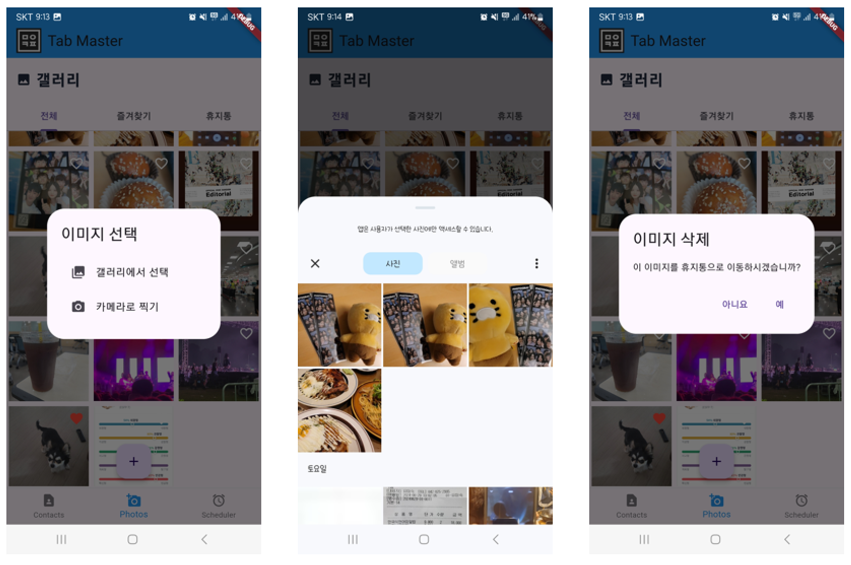 SKT 9:13
41%
DEBUG
Tab Master
갤러리
전체
즐겨찾기
휴지통
Editorial
이미지 선택
갤러리에서 선택
카메라로 찍기
+
Contacts
Photos
Scheduler
SKT 9:14
41%
Tab Master
갤러리
전체
즐겨찾기
휴지통
앱은 사용자가 선택한 사진에만 액세스할 수 있습니다.
사진
앨범
토요일
SKT 9:13
41%
DEBUG
Tab Master
갤러리
전체
즐겨찾기
휴지통
Editorial
이미지 삭제
이 이미지를 휴지통으로 이동하시겠습니까?
아니요
예
+
Contacts
Photos
Scheduler